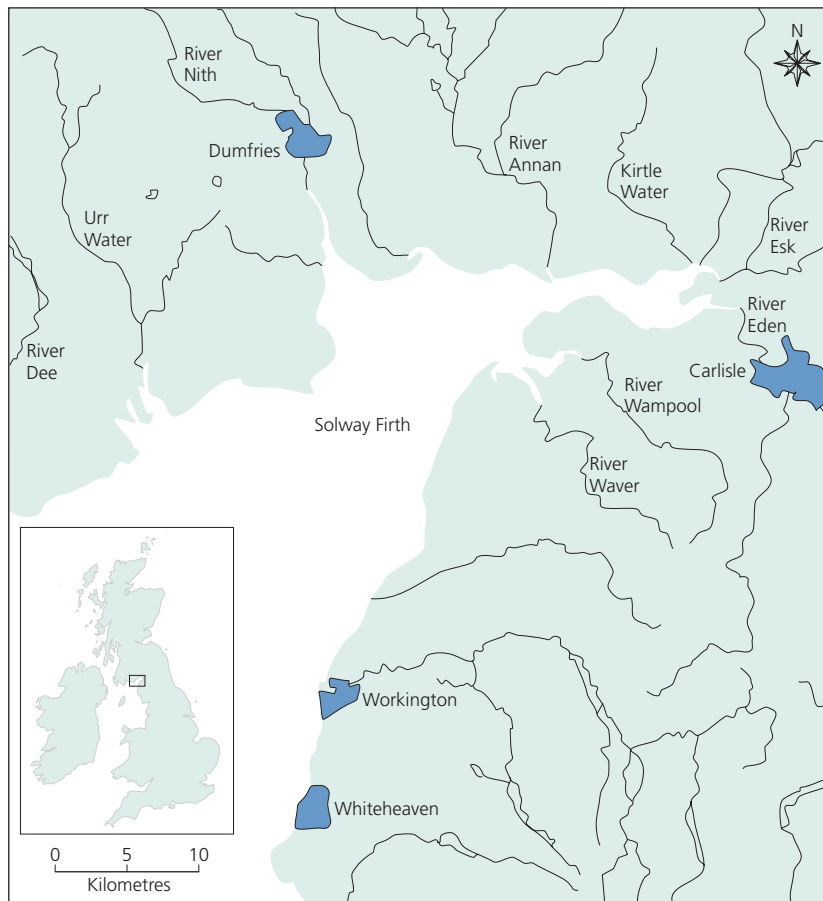 N
River
Nith
Dumfries
River
Annan
Kirtle
Water
Urr
Water
River
Esk
River
Eden
River
Dee
Carlisle
River
Wampool
Solway Firth
River
Waver
Workington
Whiteheaven
0 5 10
Kilometres